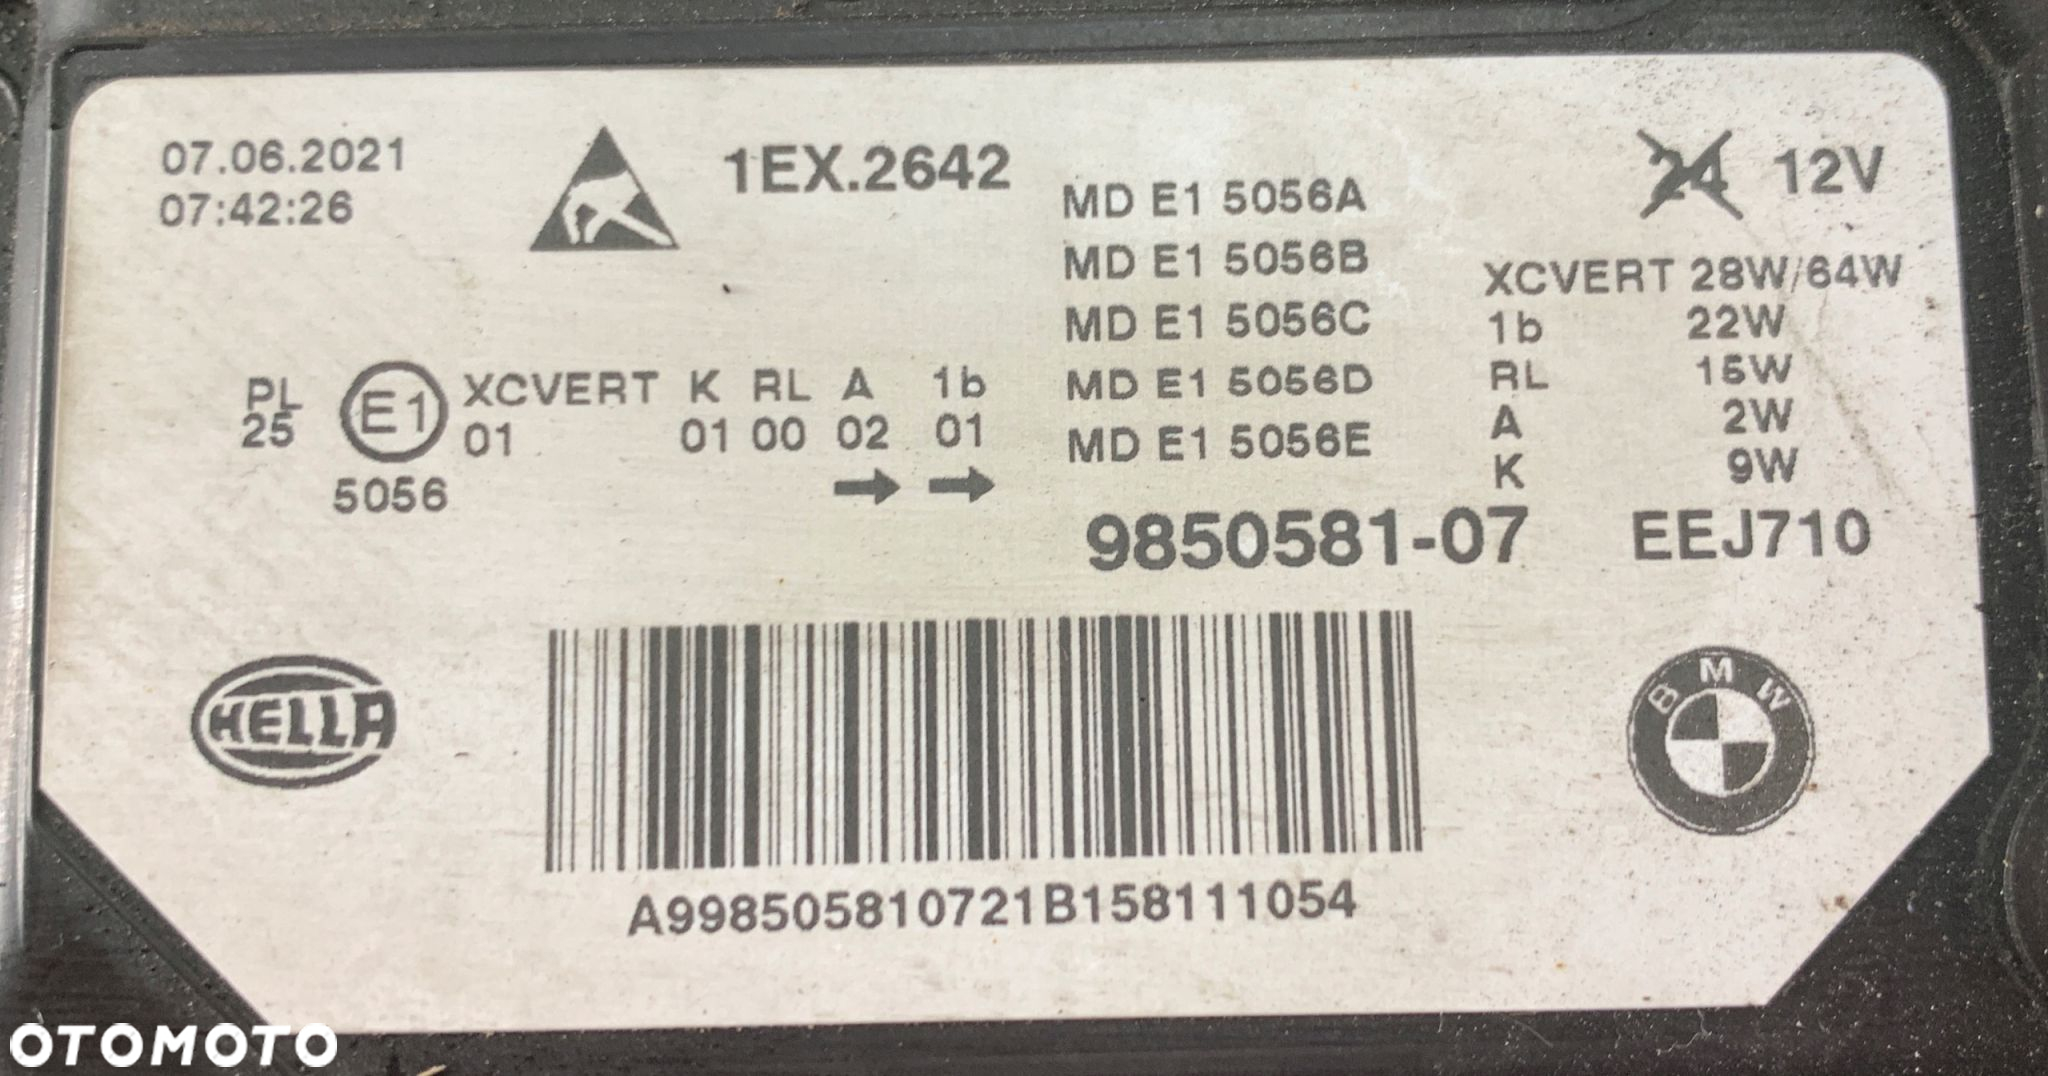 07.06.2021
07:42:26
1EX.2642
MD E1 5056A
MD E1 5056B
MD E1 5056C
MD E1 5056D
MD E1 5056E
24 12V
XCVERT 28W/64W
1b 22W
RL 15W
A 2W
K 9W
PL
25
E1
5056
XCVERT K RL A 1b
01 01 00 02 01
9850581-07 EEJ710
HELLA
BMW
A998505810721B158111054
OTOMOTO